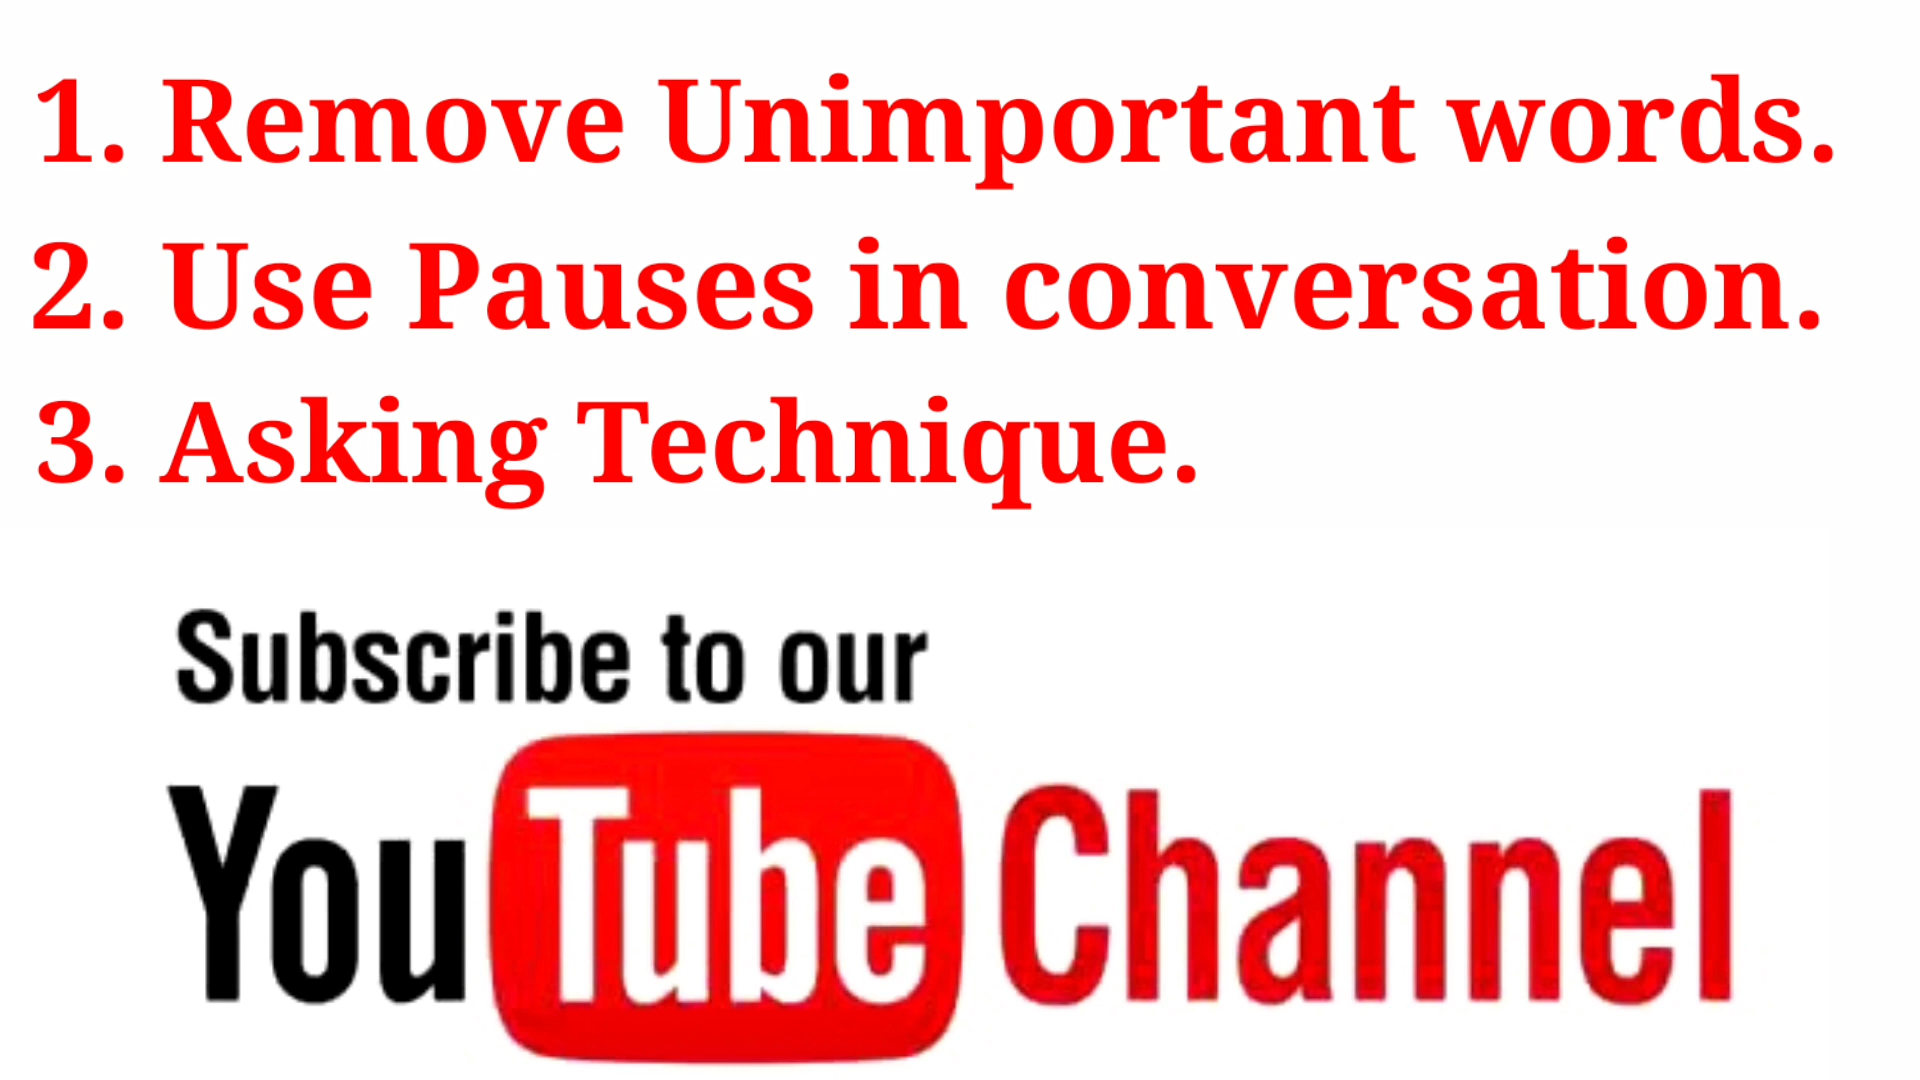 1. Remove Unimportant words.
2. Use Pauses in conversation.
3. Asking Technique.
Subscribe to our
YouTube Channel